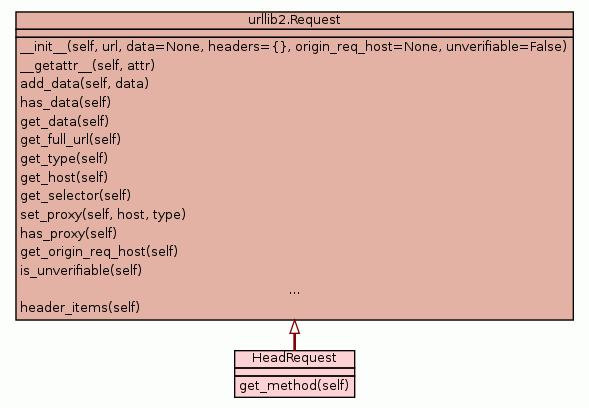 urllib2.Request
__init__(self, url, data=None, headers={}, origin_req_host=None, unverifiable=False)
__getattr__(self, attr)
add_data(self, data)
has_data(self)
get_data(self)
get_full_url(self)
get_type(self)
get_host(self)
get_selector(self)
set_proxy(self, host, type)
has_proxy(self)
get_origin_req_host(self)
is_unverifiable(self)
...
header_items(self)
HeadRequest
get_method(self)